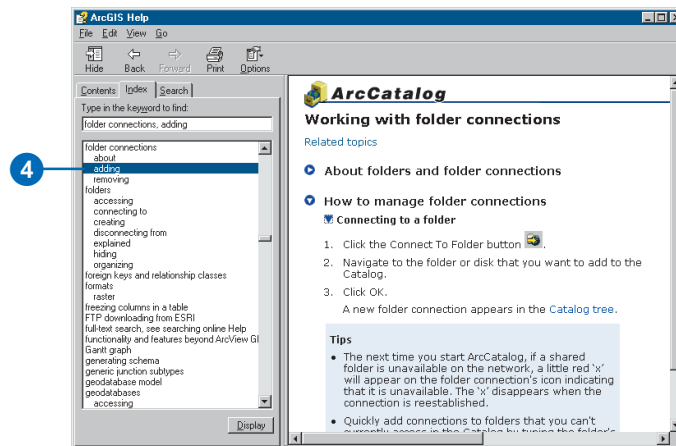 ArcGIS Help
File Edit View Go
Hide Back Forward Print Options
Contents Index Search
Type in the keyword to find:
folder connections, adding
folder connections
about
adding
removing
folders
accessing
connecting to
creating
disconnecting from
explained
hiding
organizing
foreign keys and relationship classes
formats
raster
freezing columns in a table
FTP downloading from ESRI
full-text search, see searching online Help
functionality and features beyond ArcView GI
Gantt graph
generating schema
generic junction subtypes
geodatabase model
geodatabases
accessing
Display
4
ArcCatalog
Working with folder connections
Related topics
About folders and folder connections
How to manage folder connections
Connecting to a folder
1. Click the Connect To Folder button .
2. Navigate to the folder or disk that you want to add to the
Catalog.
3. Click OK.
A new folder connection appears in the Catalog tree.
Tips
• The next time you start ArcCatalog, if a shared
folder is unavailable on the network, a little red `x'
will appear on the folder connection's icon indicating
that it is unavailable. The `x' disappears when the
connection is reestablished.
• Quickly add connections to folders that you can't
currently access in the Catalog by typing the folder's